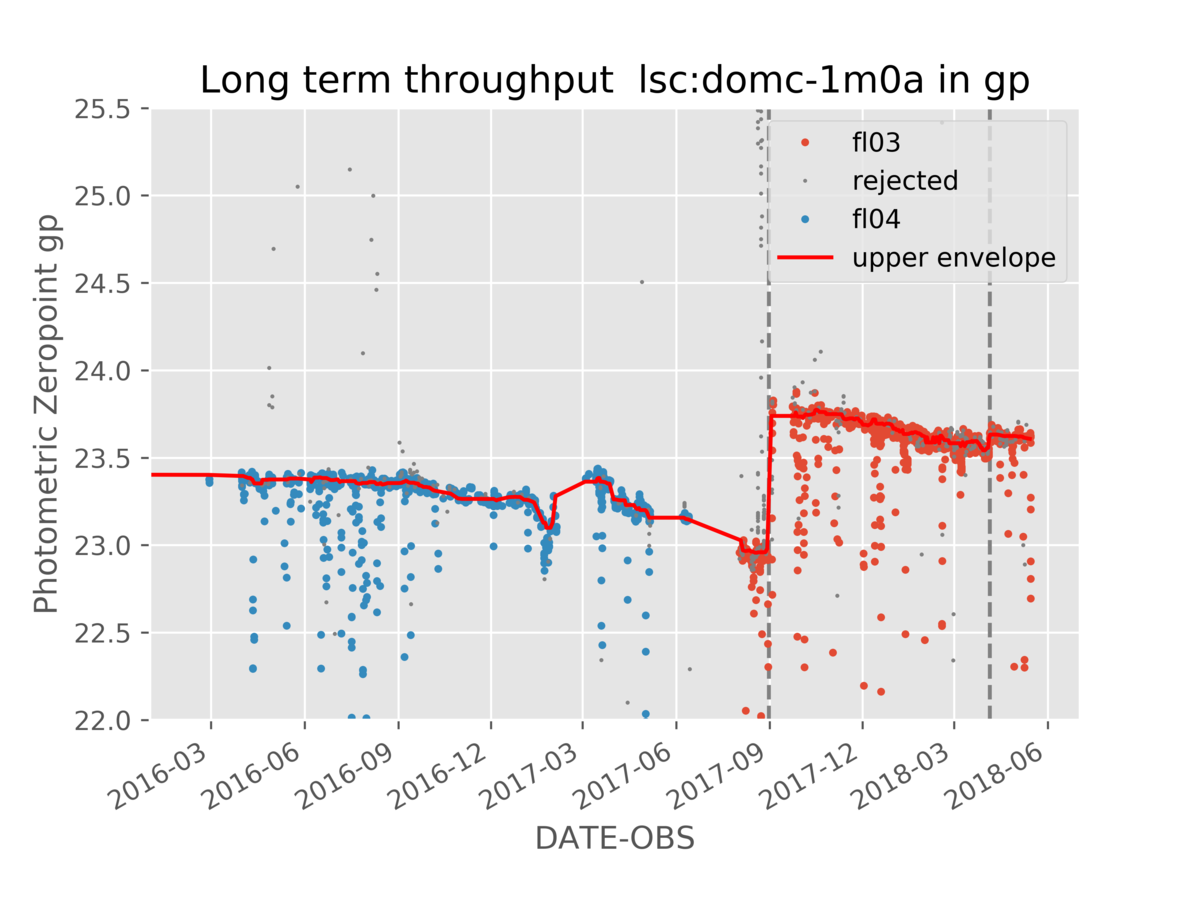 Long term throughput lsc:domc-1m0a in gp
Photometric Zeropoint gp
25.5
25.0
24.5
24.0
23.5
23.0
22.5
22.0
fl03
rejected
fl04
upper envelope
2016-03
2016-06
2016-09
2016-12
2017-03
2017-06
2017-09
2017-12
2018-03
2018-06
DATE-OBS